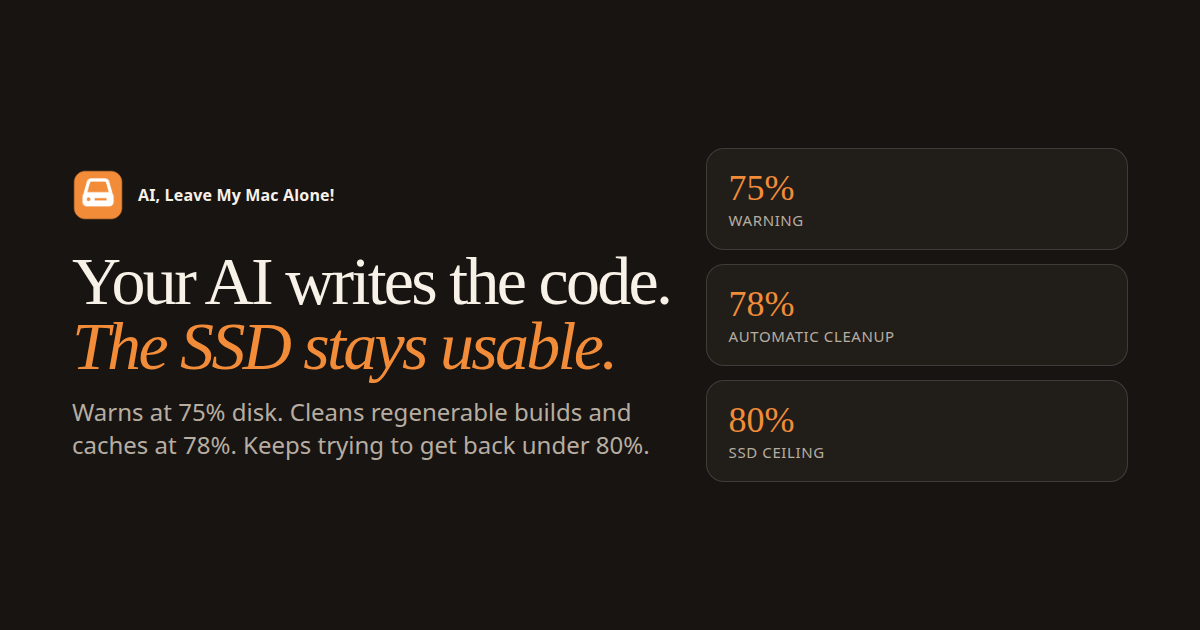 AI, Leave My Mac Alone!
Your AI writes the code.
The SSD stays usable.
Warns at 75% disk. Cleans regenerable builds and
caches at 78%. Keeps trying to get back under 80%.
75%
WARNING
78%
AUTOMATIC CLEANUP
80%
SSD CEILING